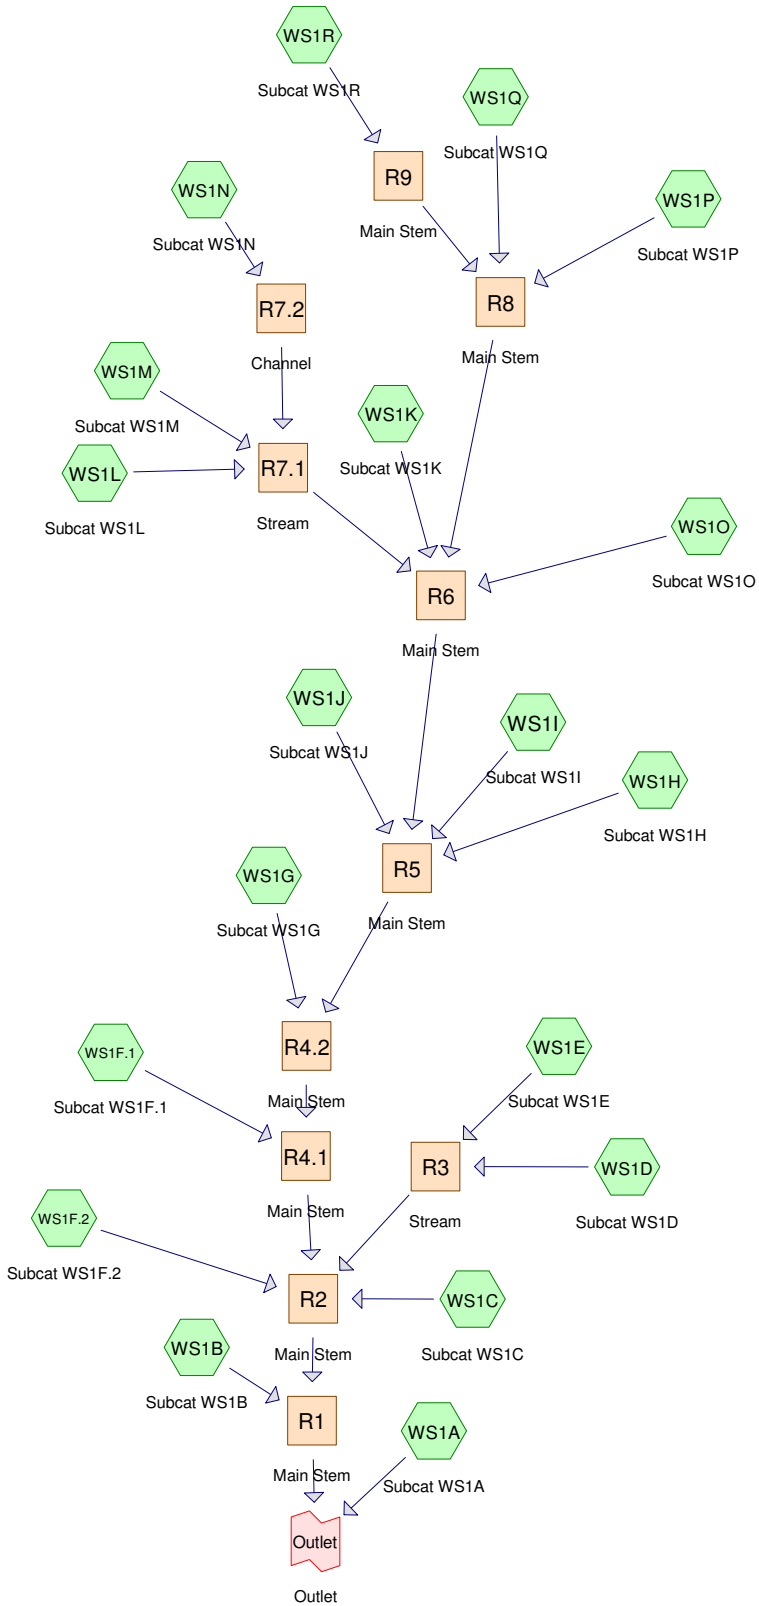 WS1R
Subcat WS1R
WS1Q
Subcat WS1Q
R9
Main Stem
WS1N
Subcat WS1N
WS1P
Subcat WS1P
R7.2
Channel
R8
Main Stem
WS1M
Subcat WS1M
WS1K
Subcat WS1K
WS1L
Subcat WS1L
R7.1
Stream
WS1O
Subcat WS1O
R6
Main Stem
WS1J
Subcat WS1J
WS1I
Subcat WS1I
WS1H
Subcat WS1H
R5
Main Stem
WS1G
Subcat WS1G
R4.2
Main Stem
WS1F.1
Subcat WS1F.1
WS1E
Subcat WS1E
R4.1
Main Stem
R3
Stream
WS1D
Subcat WS1D
WS1F.2
Subcat WS1F.2
R2
Main Stem
WS1C
Subcat WS1C
WS1B
Subcat WS1B
R1
Main Stem
WS1A
Subcat WS1A
Outlet
Outlet